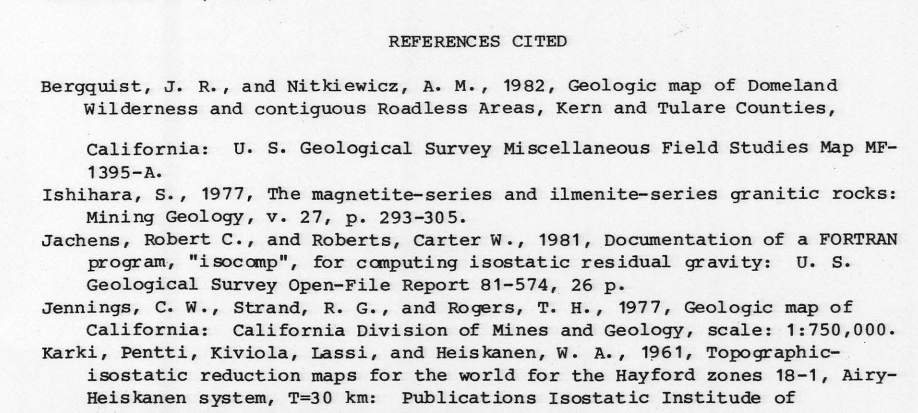 REFERENCES CITED
Bergquist, J. R., and Nitkiewicz, A. M., 1982, Geologic map of Domeland
Wilderness and contiguous Roadless Areas, Kern and Tulare Counties,
California: U. S. Geological Survey Miscellaneous Field Studies Map MF-
1395-A.
Ishihara, S., 1977, The magnetite-series and ilmenite-series granitic rocks:
Mining Geology, v. 27, p. 293-305.
Jachens, Robert C., and Roberts, Carter W., 1981, Documentation of a FORTRAN
program, "isocomp", for computing isostatic residual gravity: U. S.
Geological Survey Open-File Report 81-574, 26 p.
Jennings, C. W., Strand, R. G., and Rogers, T. H., 1977, Geologic map of
California: California Division of Mines and Geology, scale: 1:750,000.
Karki, Pentti, Kiviola, Lassi, and Heiskanen, W. A., 1961, Topographic-
isostatic reduction maps for the world for the Hayford zones 18-1, Airy-
Heiskanen system, T=30 km: Publications Isostatic Institude of